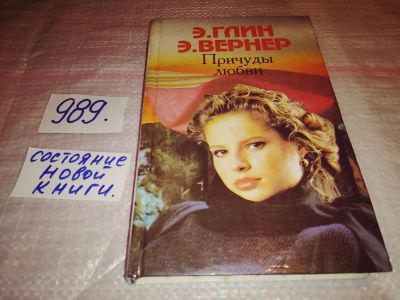 Э. ГЛИН
Э. ВЕРНЕР
Причуды
любви
989.
СОСТОЯНИЕ
НОВОЙ
КНИГИ.